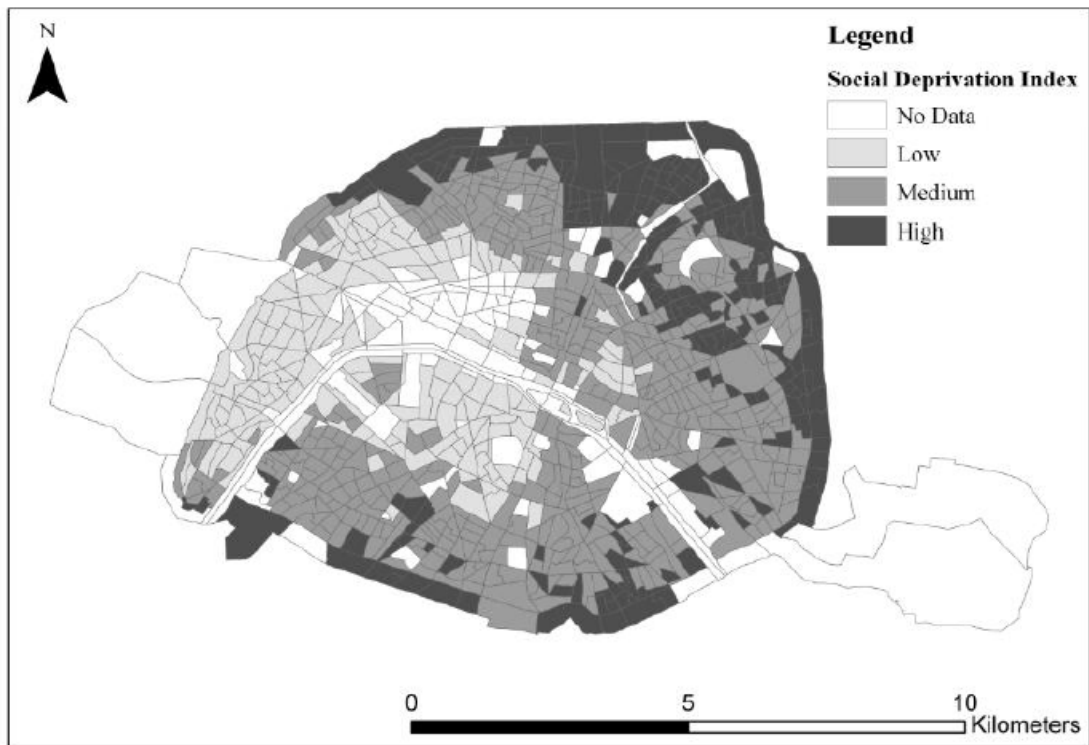 N
Legend
Social Deprivation Index
No Data
Low
Medium
High
0 5 10
Kilometers